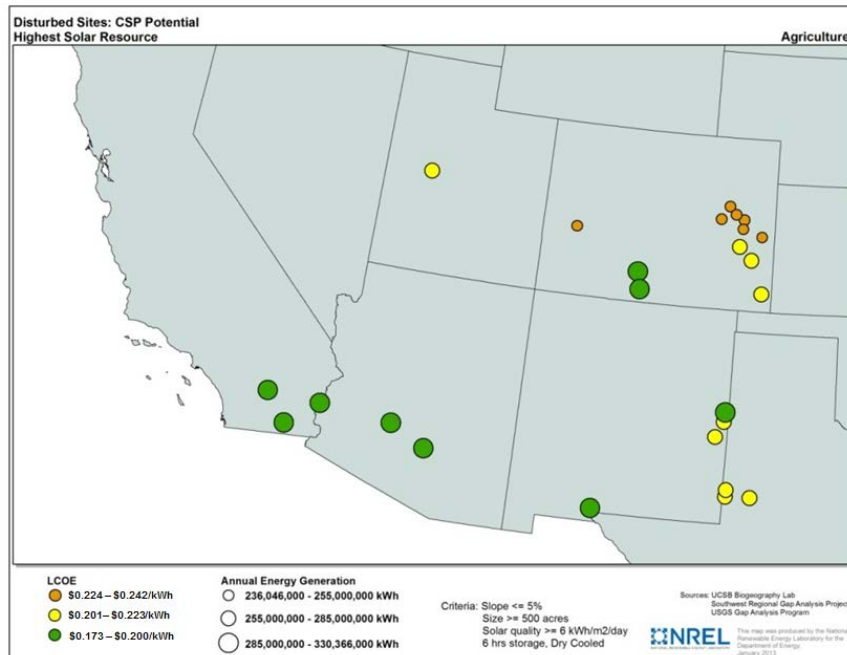 Disturbed Sites: CSP Potential
Highest Solar Resource
Agriculture
LCOE
$0.224 – $0.242/kWh
$0.201 – $0.223/kWh
$0.173 – $0.200/kWh
Annual Energy Generation
236,046,000 - 255,000,000 kWh
255,000,000 - 285,000,000 kWh
285,000,000 - 330,366,000 kWh
Criteria: Slope <= 5%
Size >= 500 acres
Solar quality >= 6 kWh/m2/day
6 hrs storage, Dry Cooled
Sources: UCSB Biogeography Lab
Southwest Regional Gap Analysis Project
USGS Gap Analysis Program
NREL
NATIONAL RENEWABLE ENERGY LABORATORY
This map was produced by the National
Renewable Energy Laboratory for the
Department of Energy,
January 2013